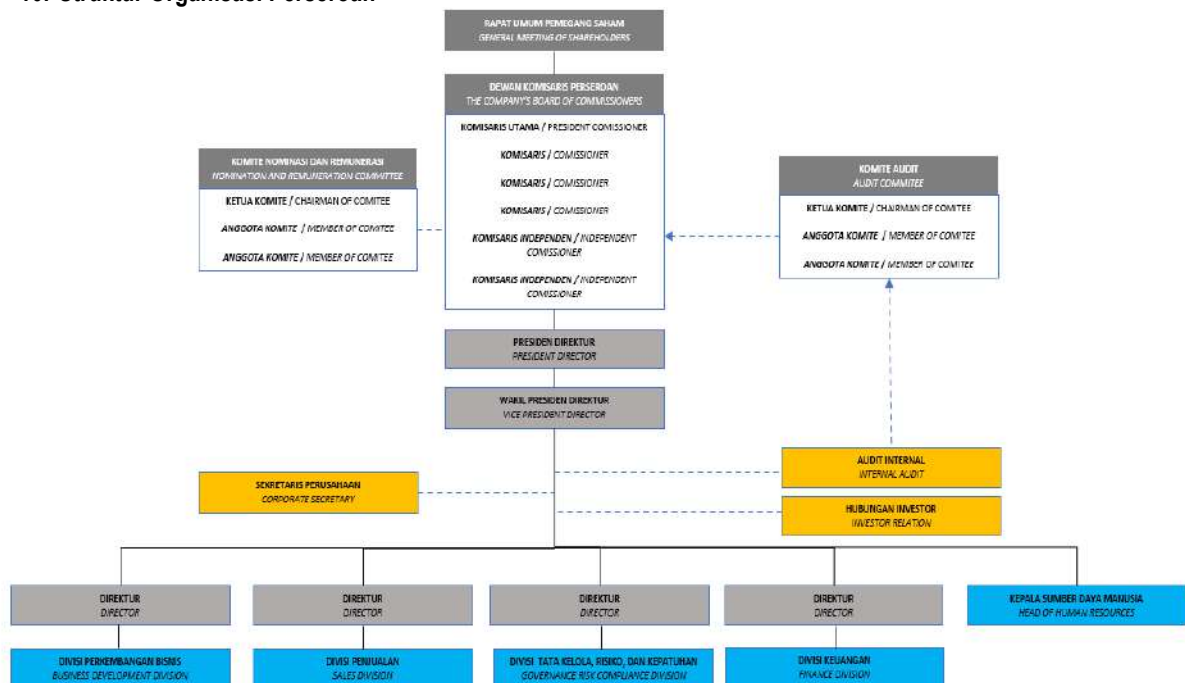 10. Struktur Organisasi Perseroan
RAPAT UMUM PEMEGANG SAHAM
GENERAL MEETING OF SHAREHOLDERS
DEWAN KOMISARIS PERSEROAN
THE COMPANY'S BOARD OF COMMISSIONERS
KOMISARIS UTAMA / PRESIDENT COMISSIONER
KOMISARIS / COMISSIONER
KOMISARIS / COMISSIONER
KOMISARIS / COMISSIONER
KOMISARIS INDEPENDEN / INDEPENDENT
COMISSIONER
KOMISARIS INDEPENDEN / INDEPENDENT
COMISSIONER
KOMITE NOMINASI DAN REMUNERASI
NOMINATION AND REMUNERATION COMMITTEE
KETUA KOMITE / CHAIRMAN OF COMITEE
ANGGOTA KOMITE / MEMBER OF COMITEE
ANGGOTA KOMITE / MEMBER OF COMITEE
KOMITE AUDIT
AUDIT COMMITEE
KETUA KOMITE / CHAIRMAN OF COMITEE
ANGGOTA KOMITE / MEMBER OF COMITEE
ANGGOTA KOMITE / MEMBER OF COMITEE
PRESIDEN DIREKTUR
PRESIDENT DIRECTOR
WAKIL PRESIDEN DIREKTUR
VICE PRESIDENT DIRECTOR
SEKRETARIS PERUSAHAAN
CORPORATE SECRETARY
AUDIT INTERNAL
INTERNAL AUDIT
HUBUNGAN INVESTOR
INVESTOR RELATION
DIREKTUR
DIRECTOR
DIREKTUR
DIRECTOR
DIREKTUR
DIRECTOR
DIREKTUR
DIRECTOR
KEPALA SUMBER DAYA MANUSIA
HEAD OF HUMAN RESOURCES
DIVISI PERKEMBANGAN BISNIS
BUSINESS DEVELOPMENT DIVISION
DIVISI PENJUALAN
SALES DIVISION
DIVISI TATA KELOLA, RISIKO, DAN KEPATUHAN
GOVERNANCE RISK COMPLIANCE DIVISION
DIVISI KEUANGAN
FINANCE DIVISION